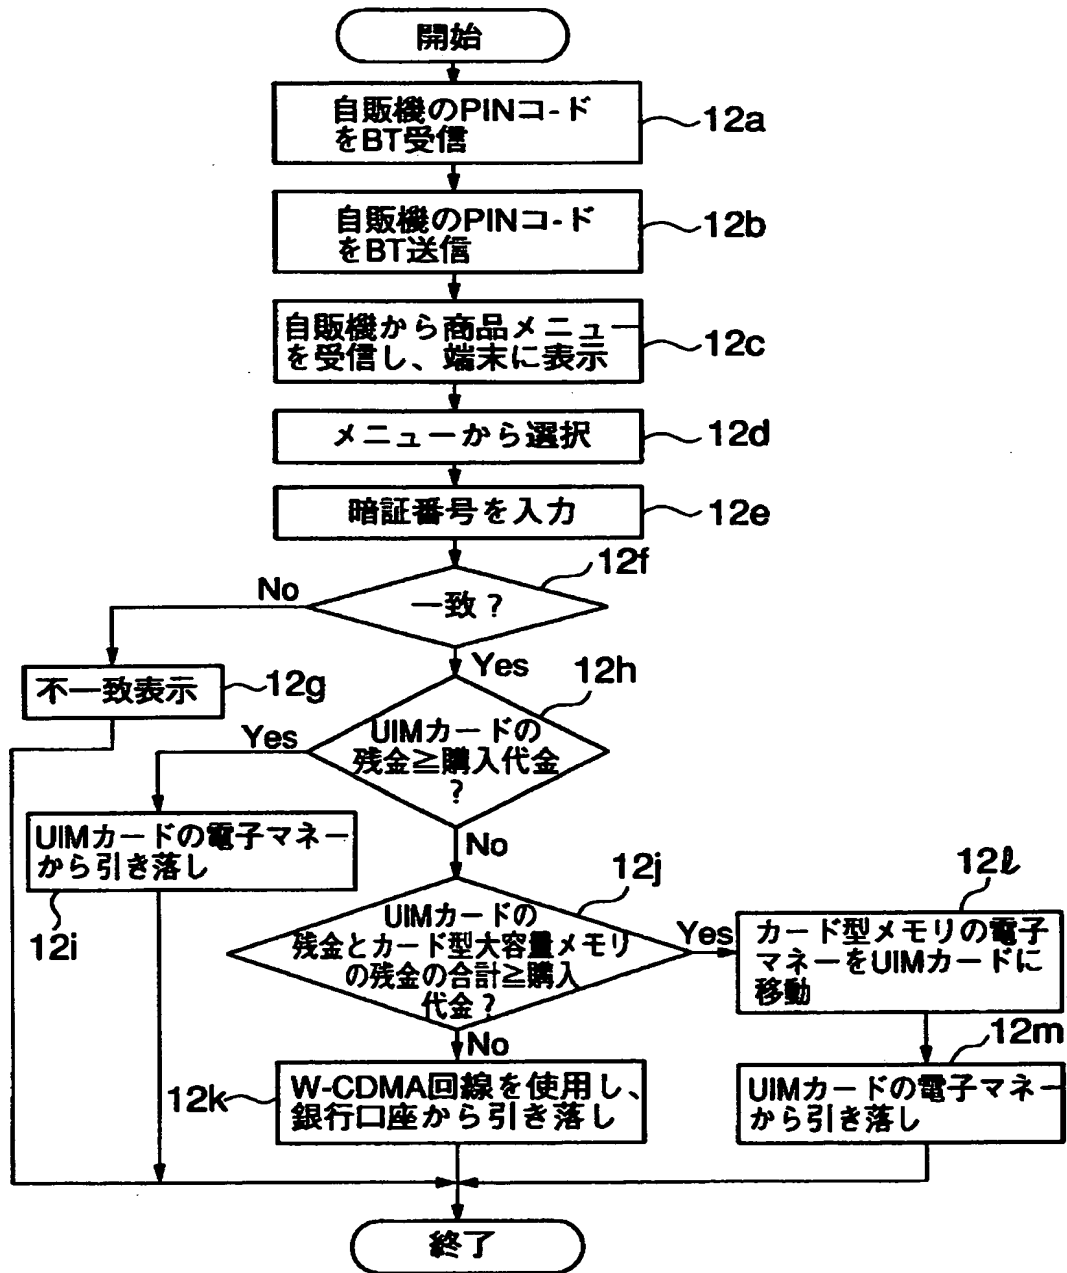 開始
自販機のPINコ-ド
をBT受信
12a
自販機のPINコ-ド
をBT送信
12b
自販機から商品メニュー
を受信し、端末に表示
12c
メニューから選択
12d
暗証番号を入力
12e
12f
No
一致？
Yes
不一致表示
12g
12h
Yes
UIMカードの
残金≧購入代金
？
No
UIMカードの電子マネー
から引き落し
12i
12j
UIMカードの
残金とカード型大容量メモリ
の残金の合計≧購入
代金？
Yes
12ℓ
カード型メモリの電子
マネーをUIMカードに
移動
No
12k
W-CDMA回線を使用し、
銀行口座から引き落し
12m
UIMカードの電子マネー
から引き落し
終了